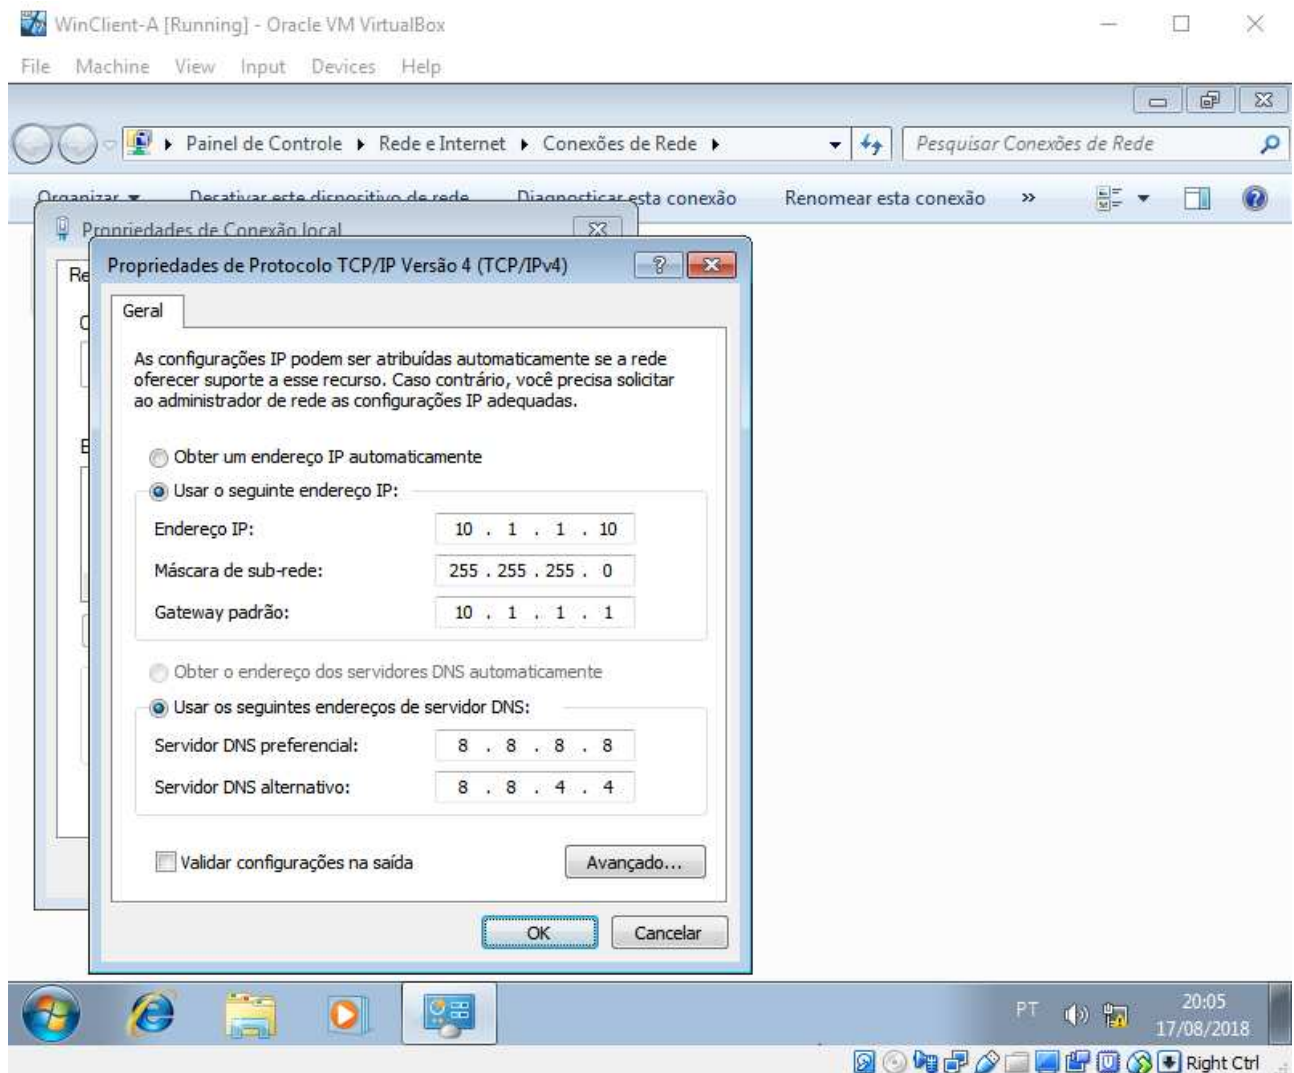 WinClient-A [Running] - Oracle VM VirtualBox
File Machine View Input Devices Help
Painel de Controle Rede e Internet Conexões de Rede Pesquisar Conexões de Rede
Organizar Desativar este dispositivo de rede Diagnosticar esta conexão Renomear esta conexão »
Propriedades de Conexão local
Propriedades de Protocolo TCP/IP Versão 4 (TCP/IPv4)
Re
Geral
As configurações IP podem ser atribuídas automaticamente se a rede
oferecer suporte a esse recurso. Caso contrário, você precisa solicitar
ao administrador de rede as configurações IP adequadas.
Obter um endereço IP automaticamente
Usar o seguinte endereço IP:
Endereço IP: 10 . 1 . 1 . 10
Máscara de sub-rede: 255 . 255 . 255 . 0
Gateway padrão: 10 . 1 . 1 . 1
Obter o endereço dos servidores DNS automaticamente
Usar os seguintes endereços de servidor DNS:
Servidor DNS preferencial: 8 . 8 . 8 . 8
Servidor DNS alternativo: 8 . 8 . 4 . 4
Validar configurações na saída Avançado...
OK Cancelar
PT 20:05
17/08/2018
Right Ctrl